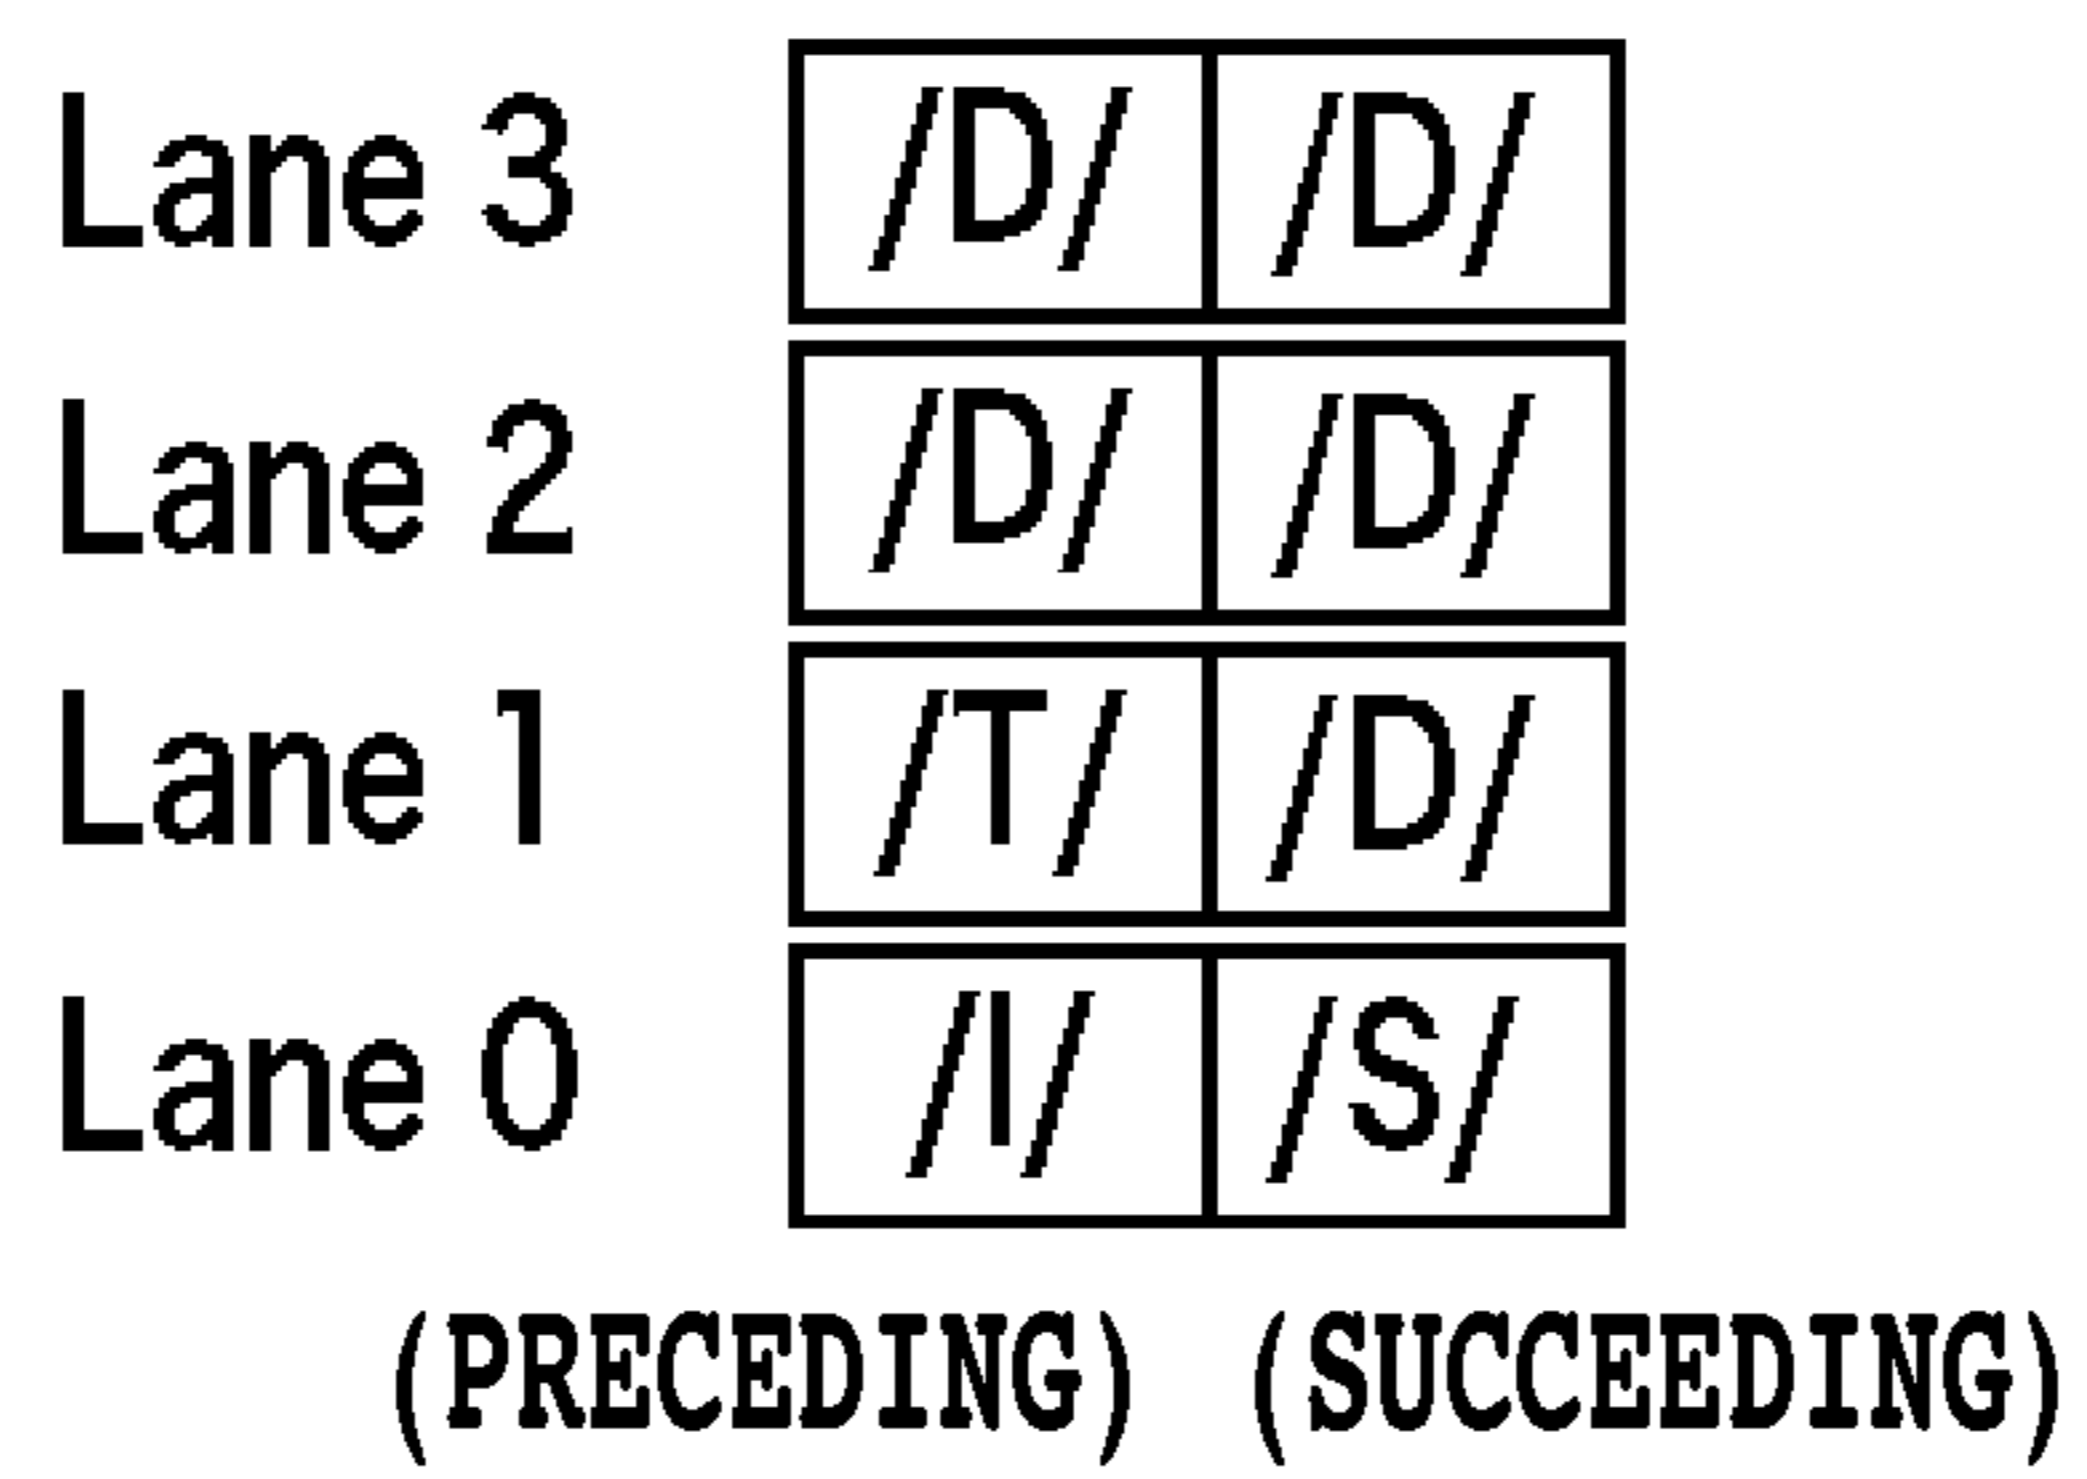 Lane 3 /D/ /D/
Lane 2 /D/ /D/
Lane 1 /T/ /D/
Lane 0 /I/ /S/
(PRECEDING) (SUCCEEDING)